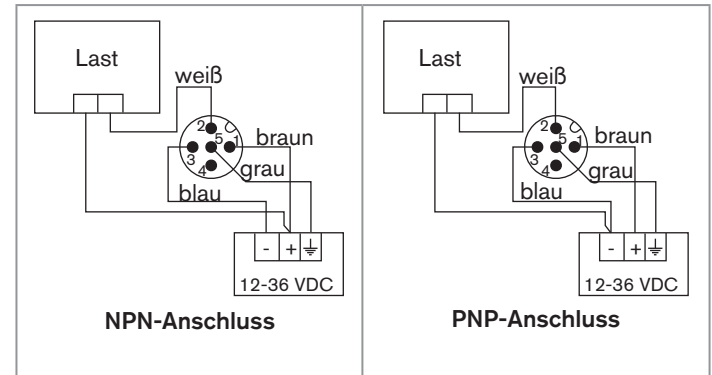 Last
weiß
2
5
1
braun
3
4
grau
blau
- +
12-36 VDC
NPN-Anschluss
Last
weiß
2
5
1
braun
3
4
grau
blau
- +
12-36 VDC
PNP-Anschluss